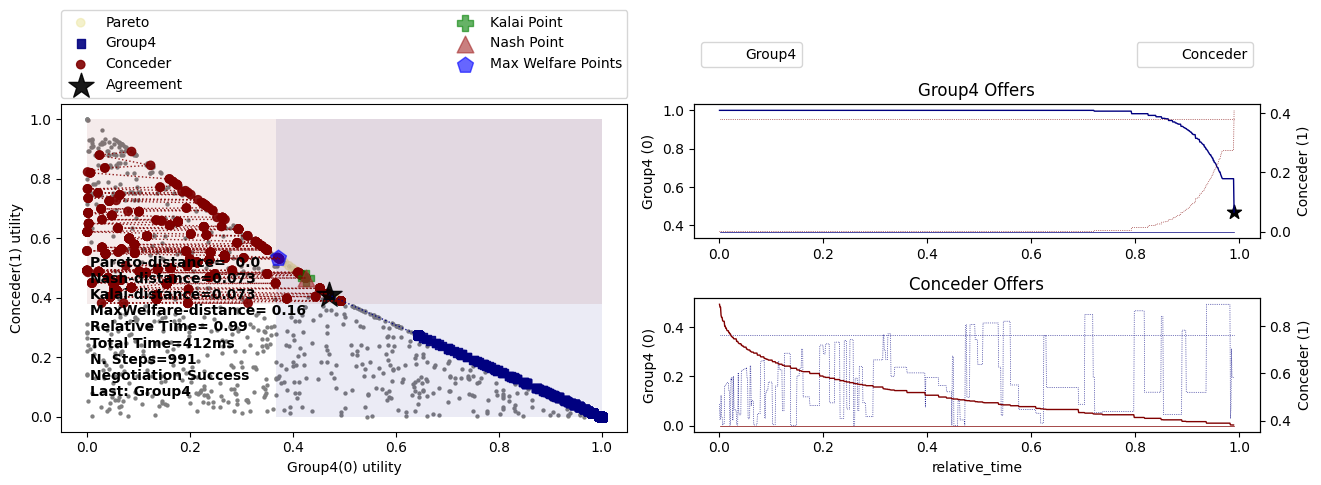 Pareto
Group4
Conceder
Agreement
Kalai Point
Nash Point
Max Welfare Points
1.0
0.8
0.6
0.4
0.2
0.0
Conceder(1) utility
Pareto-distance= 0.0
Nash-distance=0.073
Kalai-distance=0.073
MaxWelfare-distance= 0.16
Relative Time= 0.99
Total Time=412ms
N. Steps=991
Negotiation Success
Last: Group4
0.0 0.2 0.4 0.6 0.8 1.0
Group4(0) utility
Group4
Conceder
Group4 Offers
1.0
0.8
0.6
0.4
Group4 (0)
0.4
0.2
0.0
Conceder (1)
0.0 0.2 0.4 0.6 0.8 1.0
Conceder Offers
0.4
0.2
0.0
Group4 (0)
0.8
0.6
0.4
Conceder (1)
0.0 0.2 0.4 0.6 0.8 1.0
relative_time